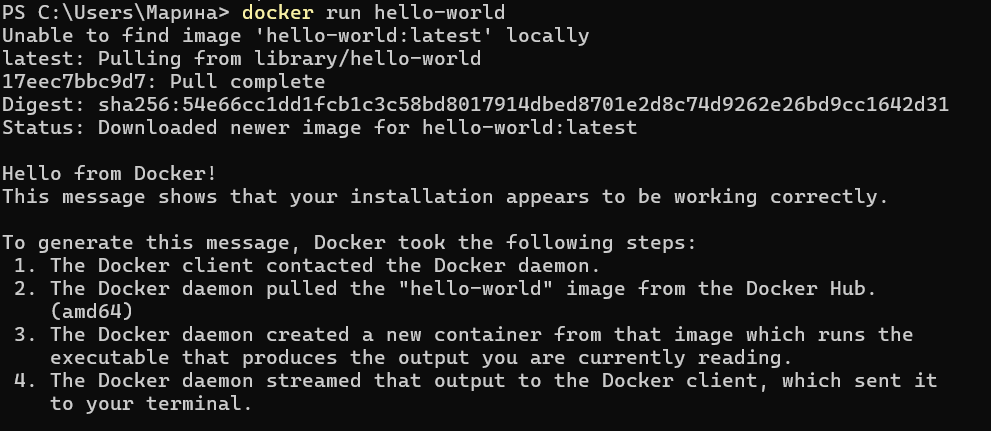 PS C:\Users\Марина> docker run hello-world
Unable to find image 'hello-world:latest' locally
latest: Pulling from library/hello-world
17eec7bbc9d7: Pull complete
Digest: sha256:54e66cc1dd1fcb1c3c58bd8017914dbed8701e2d8c74d9262e26bd9cc1642d31
Status: Downloaded newer image for hello-world:latest

Hello from Docker!
This message shows that your installation appears to be working correctly.

To generate this message, Docker took the following steps:
 1. The Docker client contacted the Docker daemon.
 2. The Docker daemon pulled the "hello-world" image from the Docker Hub.
    (amd64)
 3. The Docker daemon created a new container from that image which runs the
    executable that produces the output you are currently reading.
 4. The Docker daemon streamed that output to the Docker client, which sent it
    to your terminal.